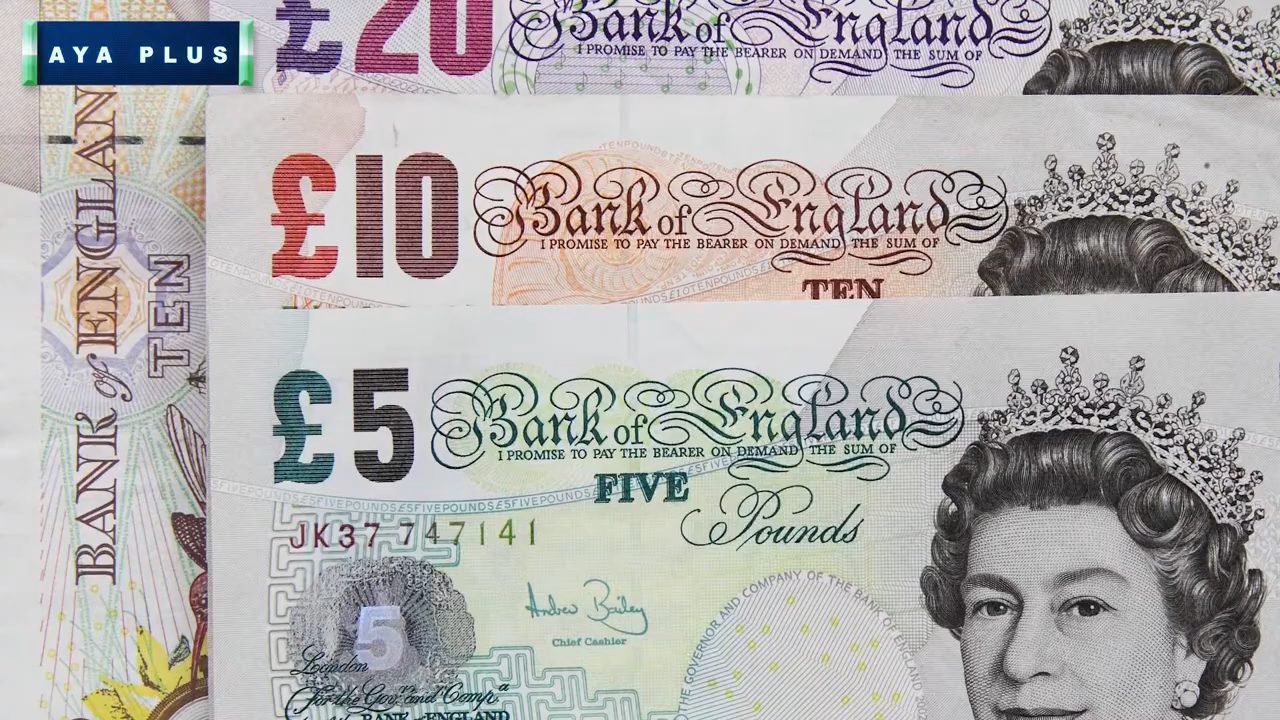 AYA PLUS
£20
Bank of England
I PROMISE TO PAY THE BEARER ON DEMAND THE SUM OF
BANK of ENGLAN
TEN
£10
Bank of England
I PROMISE TO PAY THE BEARER ON DEMAND THE SUM OF
TEN
£5
Bank of England
I PROMISE TO PAY THE BEARER ON DEMAND THE SUM OF
FIVE
Pounds
JK37 747141
Andrew Bailey
Chief Cashier
5
London
For the Govr and Compa
BANK of ENGLAND
THE GOVERNOR AND COMPANY OF THE BANK OF ENGLAND